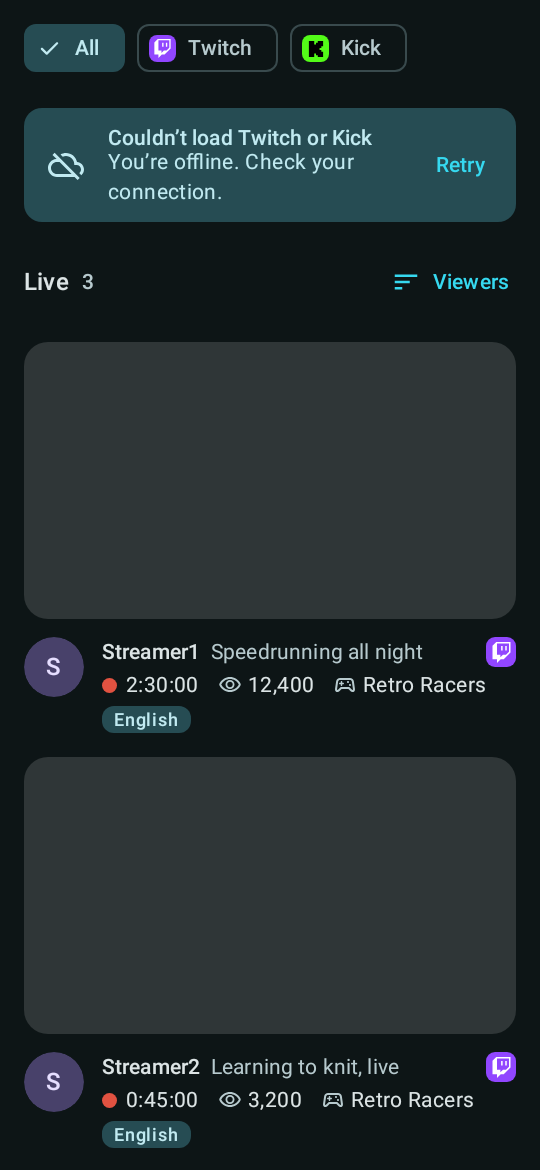 All
Twitch
Kick
Couldn’t load Twitch or Kick
You’re offline. Check your
connection.
Retry
Live 3
Viewers
S
Streamer1 Speedrunning all night
2:30:00 12,400 Retro Racers
English
S
Streamer2 Learning to knit, live
0:45:00 3,200 Retro Racers
English